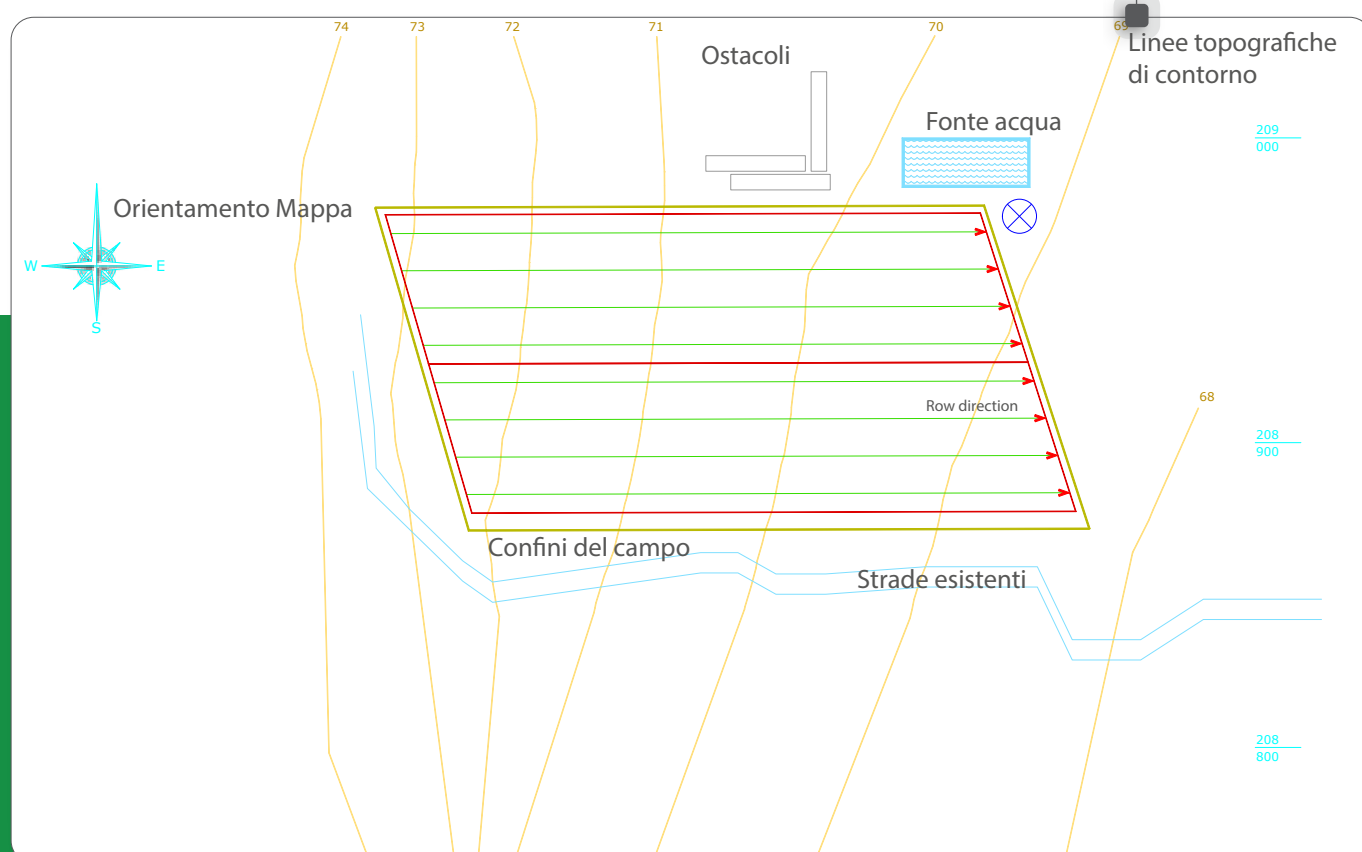 74
73
72
71
70
69
Linee topografiche
di contorno
Ostacoli
Fonte acqua
209
000
Orientamento Mappa
W
E
S
68
Row direction
208
900
Confini del campo
Strade esistenti
208
800